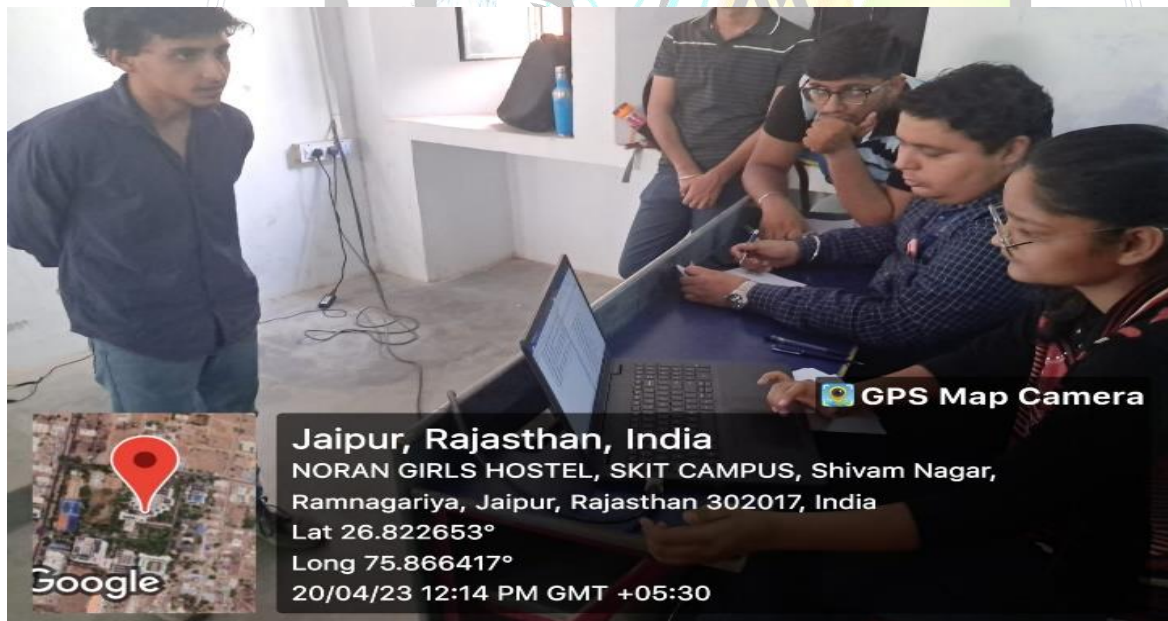 GPS Map Camera
Jaipur, Rajasthan, India
NORAN GIRLS HOSTEL, SKIT CAMPUS, Shivam Nagar,
Ramnagariya, Jaipur, Rajasthan 302017, India
Lat 26.822653°
Long 75.866417°
20/04/23 12:14 PM GMT +05:30
Google